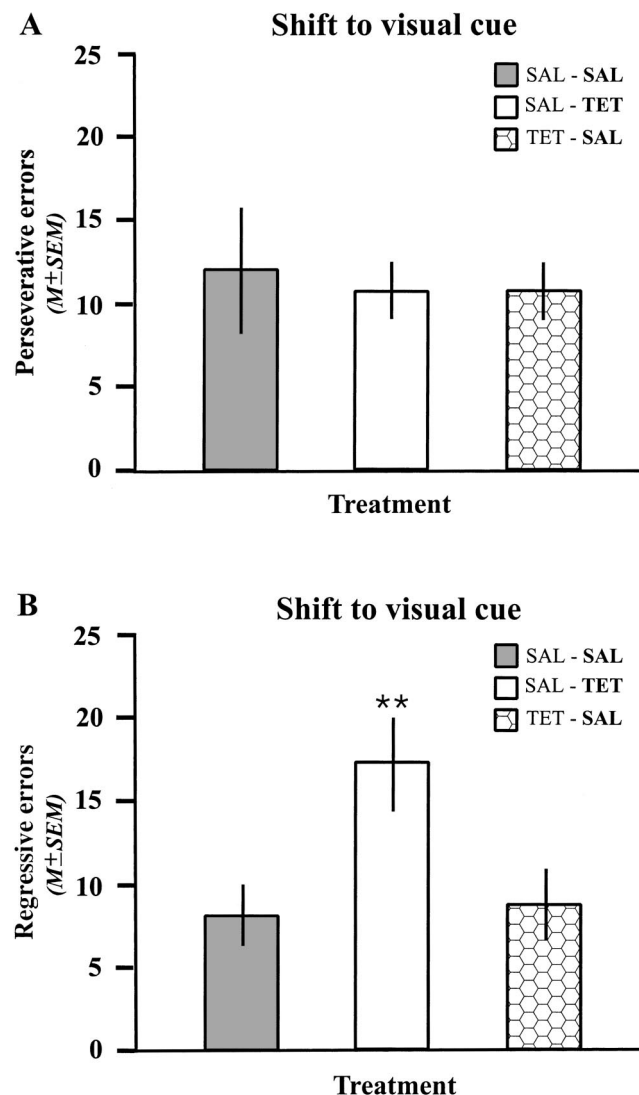 A
Shift to visual cue
25
20
15
10
5
0
Perseverative errors
(M±SEM)
SAL - SAL
SAL - TET
TET - SAL
Treatment
B
Shift to visual cue
25
20
15
10
5
0
Regressive errors
(M±SEM)
SAL - SAL
SAL - TET
TET - SAL
**
Treatment